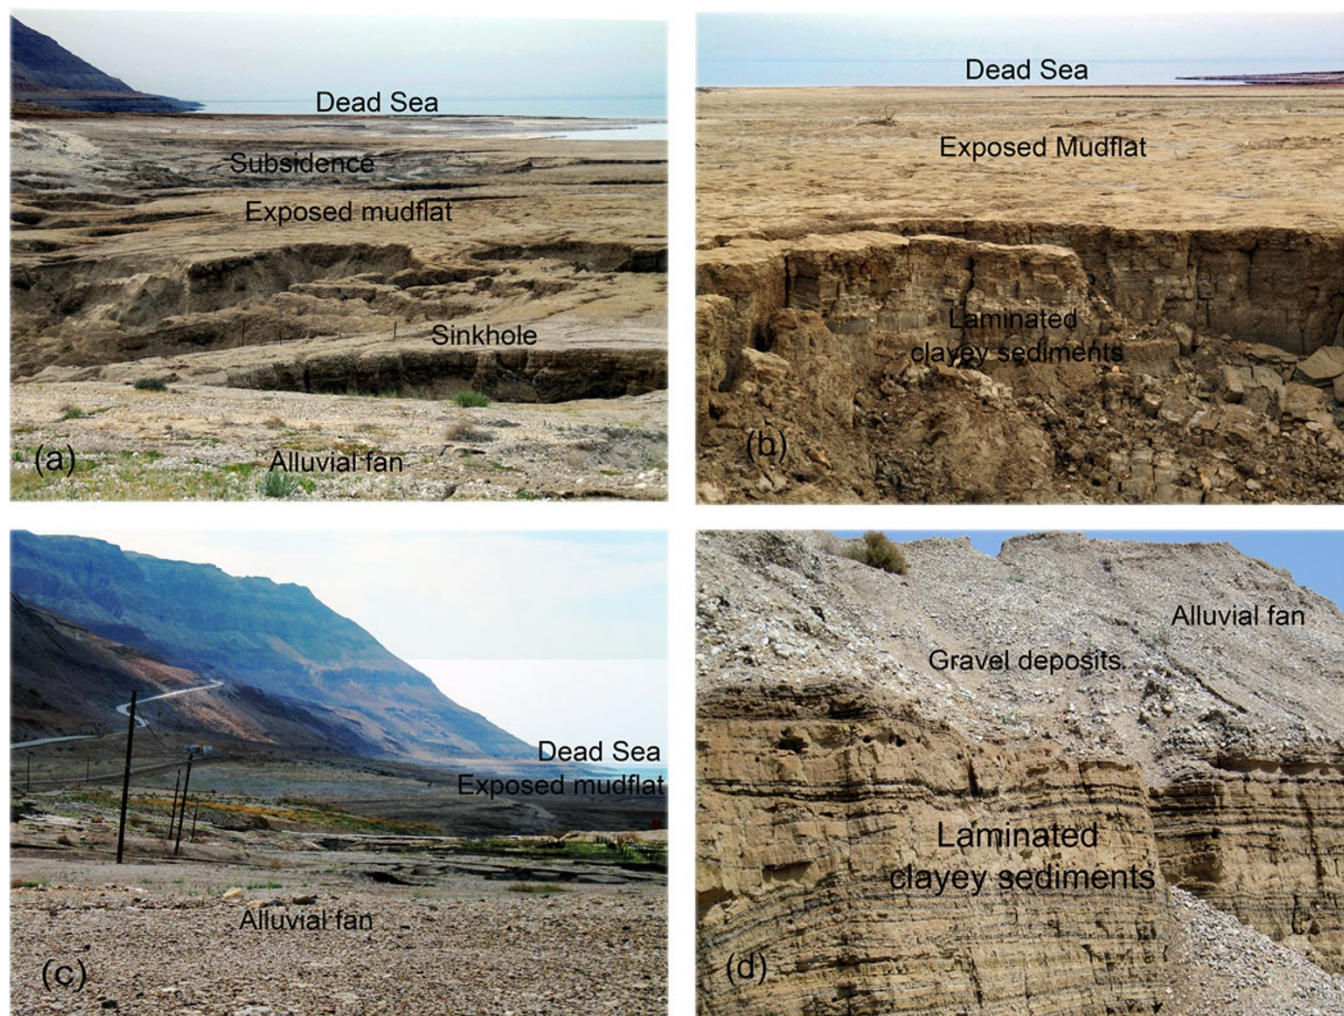 Dead Sea
Subsidence
Exposed mudflat
Sinkhole
(a)
Alluvial fan
Dead Sea
Exposed Mudflat
Laminated
clayey sediments
(b)
Dead Sea
Exposed mudflat
Alluvial fan
(c)
Alluvial fan
Gravel deposits.
Laminated
clayey sediments
(d)